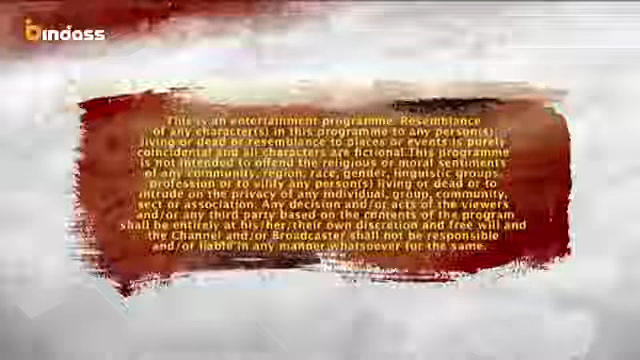 bindass
This is an entertainment programme. Resemblance
of any character(s) in this programme to any person(s)
living or dead or resemblance to places or events is purely
coincidental and all characters are fictional.This programme
is not intended to offend the religious or moral sentiments
of any community, region, race, gender, linguistic groups,
profession or to vilify any person(s) living or dead or to
intrude on the privacy of any individual, group, community,
sect or association. Any decision and/or acts of the viewers
and/or any third party based on the contents of the program
shall be entirely at his/her/their own discretion and free will and
the Channel and/or Broadcaster shall not be responsible
and/or liable in any manner whatsoever for the same.